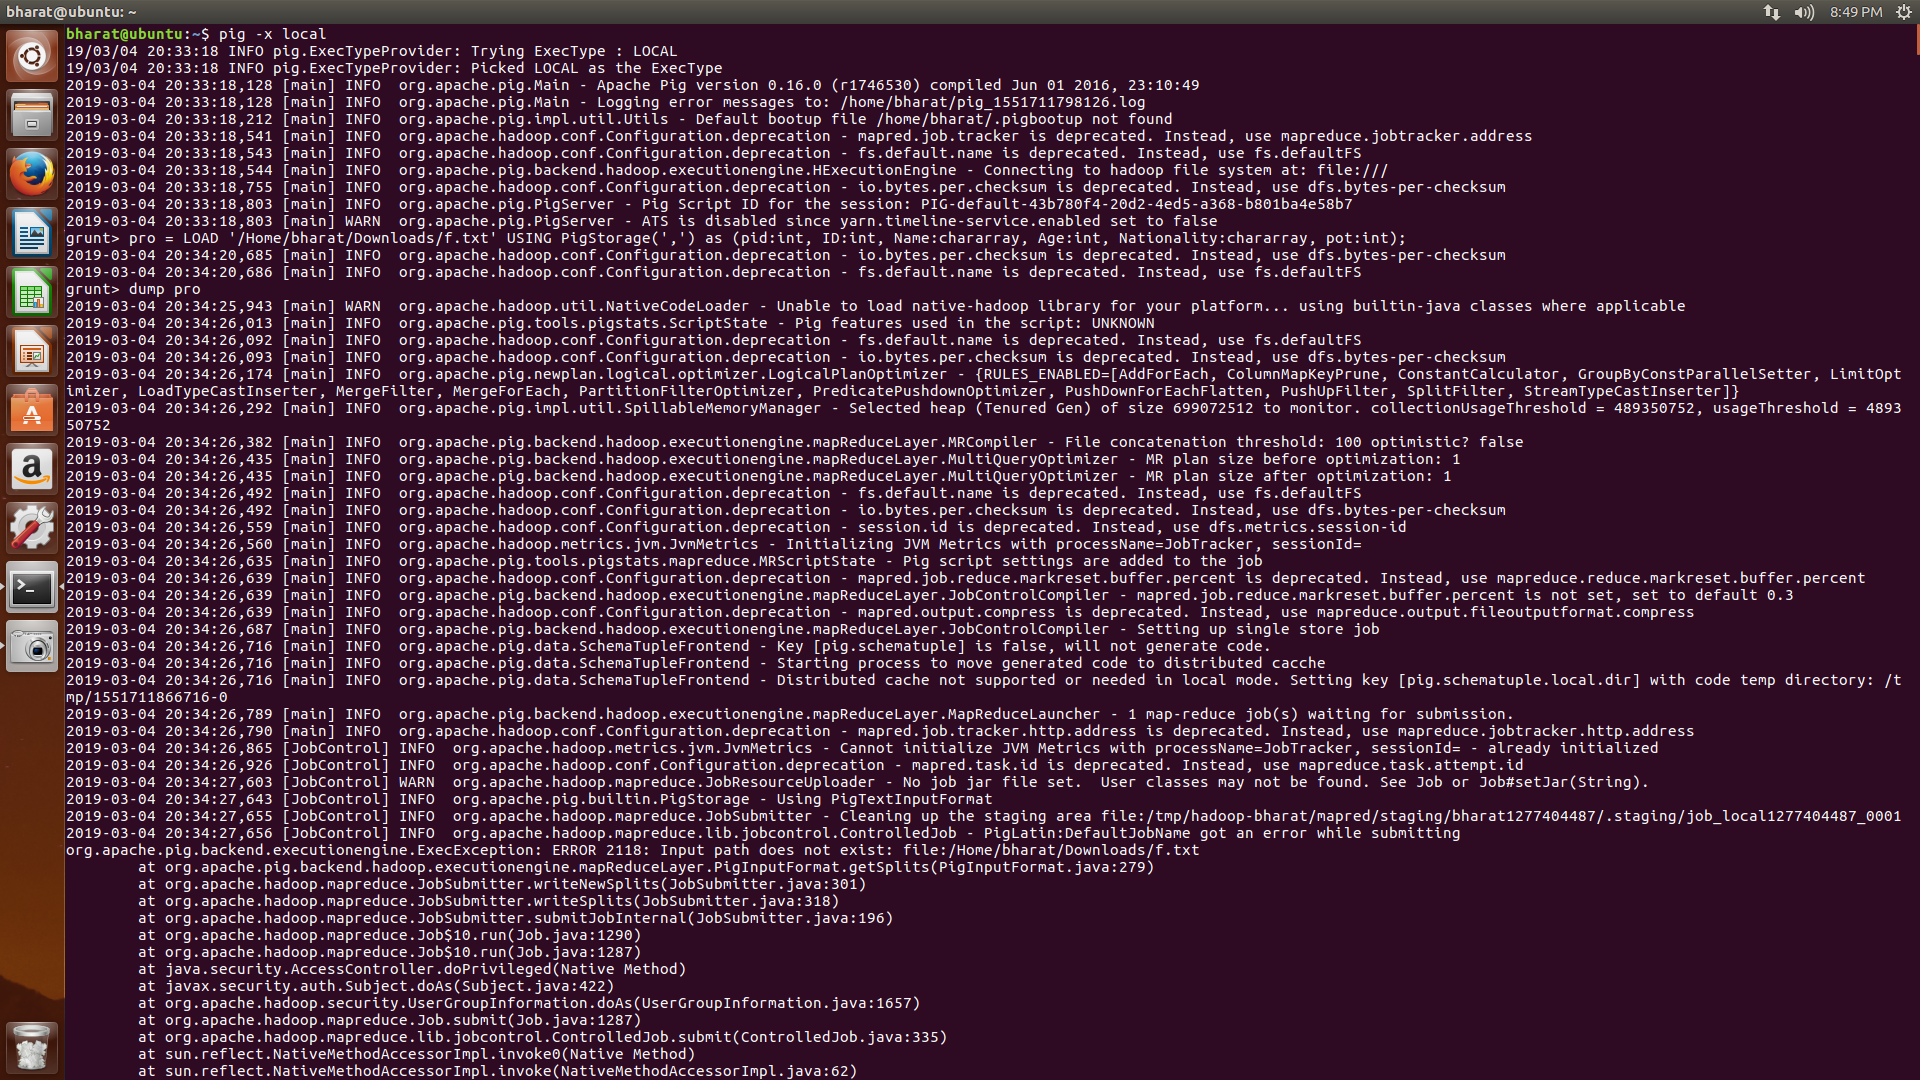 bharat@ubuntu: ~
8:49 PM
bharat@ubuntu:~$ pig -x local
19/03/04 20:33:18 INFO pig.ExecTypeProvider: Trying ExecType : LOCAL
19/03/04 20:33:18 INFO pig.ExecTypeProvider: Picked LOCAL as the ExecType
2019-03-04 20:33:18,128 [main] INFO  org.apache.pig.Main - Apache Pig version 0.16.0 (r1746530) compiled Jun 01 2016, 23:10:49
2019-03-04 20:33:18,128 [main] INFO  org.apache.pig.Main - Logging error messages to: /home/bharat/pig_1551711798126.log
2019-03-04 20:33:18,212 [main] INFO  org.apache.pig.impl.util.Utils - Default bootup file /home/bharat/.pigbootup not found
2019-03-04 20:33:18,541 [main] INFO  org.apache.hadoop.conf.Configuration.deprecation - mapred.job.tracker is deprecated. Instead, use mapreduce.jobtracker.address
2019-03-04 20:33:18,543 [main] INFO  org.apache.hadoop.conf.Configuration.deprecation - fs.default.name is deprecated. Instead, use fs.defaultFS
2019-03-04 20:33:18,544 [main] INFO  org.apache.pig.backend.hadoop.executionengine.HExecutionEngine - Connecting to hadoop file system at: file:///
2019-03-04 20:33:18,755 [main] INFO  org.apache.hadoop.conf.Configuration.deprecation - io.bytes.per.checksum is deprecated. Instead, use dfs.bytes-per-checksum
2019-03-04 20:33:18,803 [main] INFO  org.apache.pig.PigServer - Pig Script ID for the session: PIG-default-43b780f4-20d2-4ed5-a368-b801ba4e58b7
2019-03-04 20:33:18,803 [main] WARN  org.apache.pig.PigServer - ATS is disabled since yarn.timeline-service.enabled set to false
grunt> pro = LOAD '/Home/bharat/Downloads/f.txt' USING PigStorage(',') as (pid:int, ID:int, Name:chararray, Age:int, Nationality:chararray, pot:int);
2019-03-04 20:34:20,685 [main] INFO  org.apache.hadoop.conf.Configuration.deprecation - io.bytes.per.checksum is deprecated. Instead, use dfs.bytes-per-checksum
2019-03-04 20:34:20,686 [main] INFO  org.apache.hadoop.conf.Configuration.deprecation - fs.default.name is deprecated. Instead, use fs.defaultFS
grunt> dump pro
2019-03-04 20:34:25,943 [main] WARN  org.apache.hadoop.util.NativeCodeLoader - Unable to load native-hadoop library for your platform... using builtin-java classes where applicable
2019-03-04 20:34:26,013 [main] INFO  org.apache.pig.tools.pigstats.ScriptState - Pig features used in the script: UNKNOWN
2019-03-04 20:34:26,092 [main] INFO  org.apache.hadoop.conf.Configuration.deprecation - fs.default.name is deprecated. Instead, use fs.defaultFS
2019-03-04 20:34:26,093 [main] INFO  org.apache.hadoop.conf.Configuration.deprecation - io.bytes.per.checksum is deprecated. Instead, use dfs.bytes-per-checksum
2019-03-04 20:34:26,174 [main] INFO  org.apache.pig.newplan.logical.optimizer.LogicalPlanOptimizer - {RULES_ENABLED=[AddForEach, ColumnMapKeyPrune, ConstantCalculator, GroupByConstParallelSetter, LimitOpt
imizer, LoadTypeCastInserter, MergeFilter, MergeForEach, PartitionFilterOptimizer, PredicatePushdownOptimizer, PushDownForEachFlatten, PushUpFilter, SplitFilter, StreamTypeCastInserter]}
2019-03-04 20:34:26,292 [main] INFO  org.apache.pig.impl.util.SpillableMemoryManager - Selected heap (Tenured Gen) of size 699072512 to monitor. collectionUsageThreshold = 489350752, usageThreshold = 4893
50752
2019-03-04 20:34:26,382 [main] INFO  org.apache.pig.backend.hadoop.executionengine.mapReduceLayer.MRCompiler - File concatenation threshold: 100 optimistic? false
2019-03-04 20:34:26,435 [main] INFO  org.apache.pig.backend.hadoop.executionengine.mapReduceLayer.MultiQueryOptimizer - MR plan size before optimization: 1
2019-03-04 20:34:26,435 [main] INFO  org.apache.pig.backend.hadoop.executionengine.mapReduceLayer.MultiQueryOptimizer - MR plan size after optimization: 1
2019-03-04 20:34:26,492 [main] INFO  org.apache.hadoop.conf.Configuration.deprecation - fs.default.name is deprecated. Instead, use fs.defaultFS
2019-03-04 20:34:26,492 [main] INFO  org.apache.hadoop.conf.Configuration.deprecation - io.bytes.per.checksum is deprecated. Instead, use dfs.bytes-per-checksum
2019-03-04 20:34:26,559 [main] INFO  org.apache.hadoop.conf.Configuration.deprecation - session.id is deprecated. Instead, use dfs.metrics.session-id
2019-03-04 20:34:26,560 [main] INFO  org.apache.hadoop.metrics.jvm.JvmMetrics - Initializing JVM Metrics with processName=JobTracker, sessionId=
2019-03-04 20:34:26,635 [main] INFO  org.apache.pig.tools.pigstats.mapreduce.MRScriptState - Pig script settings are added to the job
2019-03-04 20:34:26,639 [main] INFO  org.apache.hadoop.conf.Configuration.deprecation - mapred.job.reduce.markreset.buffer.percent is deprecated. Instead, use mapreduce.reduce.markreset.buffer.percent
2019-03-04 20:34:26,639 [main] INFO  org.apache.pig.backend.hadoop.executionengine.mapReduceLayer.JobControlCompiler - mapred.job.reduce.markreset.buffer.percent is not set, set to default 0.3
2019-03-04 20:34:26,639 [main] INFO  org.apache.hadoop.conf.Configuration.deprecation - mapred.output.compress is deprecated. Instead, use mapreduce.output.fileoutputformat.compress
2019-03-04 20:34:26,687 [main] INFO  org.apache.pig.backend.hadoop.executionengine.mapReduceLayer.JobControlCompiler - Setting up single store job
2019-03-04 20:34:26,716 [main] INFO  org.apache.pig.data.SchemaTupleFrontend - Key [pig.schematuple] is false, will not generate code.
2019-03-04 20:34:26,716 [main] INFO  org.apache.pig.data.SchemaTupleFrontend - Starting process to move generated code to distributed cacche
2019-03-04 20:34:26,716 [main] INFO  org.apache.pig.data.SchemaTupleFrontend - Distributed cache not supported or needed in local mode. Setting key [pig.schematuple.local.dir] with code temp directory: /t
mp/1551711866716-0
2019-03-04 20:34:26,789 [main] INFO  org.apache.pig.backend.hadoop.executionengine.mapReduceLayer.MapReduceLauncher - 1 map-reduce job(s) waiting for submission.
2019-03-04 20:34:26,790 [main] INFO  org.apache.hadoop.conf.Configuration.deprecation - mapred.job.tracker.http.address is deprecated. Instead, use mapreduce.jobtracker.http.address
2019-03-04 20:34:26,865 [JobControl] INFO  org.apache.hadoop.metrics.jvm.JvmMetrics - Cannot initialize JVM Metrics with processName=JobTracker, sessionId= - already initialized
2019-03-04 20:34:26,926 [JobControl] INFO  org.apache.hadoop.conf.Configuration.deprecation - mapred.task.id is deprecated. Instead, use mapreduce.task.attempt.id
2019-03-04 20:34:27,603 [JobControl] WARN  org.apache.hadoop.mapreduce.JobResourceUploader - No job jar file set.  User classes may not be found. See Job or Job#setJar(String).
2019-03-04 20:34:27,643 [JobControl] INFO  org.apache.pig.builtin.PigStorage - Using PigTextInputFormat
2019-03-04 20:34:27,655 [JobControl] INFO  org.apache.hadoop.mapreduce.JobSubmitter - Cleaning up the staging area file:/tmp/hadoop-bharat/mapred/staging/bharat1277404487/.staging/job_local1277404487_0001
2019-03-04 20:34:27,656 [JobControl] INFO  org.apache.hadoop.mapreduce.lib.jobcontrol.ControlledJob - PigLatin:DefaultJobName got an error while submitting
org.apache.pig.backend.executionengine.ExecException: ERROR 2118: Input path does not exist: file:/Home/bharat/Downloads/f.txt
at org.apache.pig.backend.hadoop.executionengine.mapReduceLayer.PigInputFormat.getSplits(PigInputFormat.java:279)
at org.apache.hadoop.mapreduce.JobSubmitter.writeNewSplits(JobSubmitter.java:301)
at org.apache.hadoop.mapreduce.JobSubmitter.writeSplits(JobSubmitter.java:318)
at org.apache.hadoop.mapreduce.JobSubmitter.submitJobInternal(JobSubmitter.java:196)
at org.apache.hadoop.mapreduce.Job$10.run(Job.java:1290)
at org.apache.hadoop.mapreduce.Job$10.run(Job.java:1287)
at java.security.AccessController.doPrivileged(Native Method)
at javax.security.auth.Subject.doAs(Subject.java:422)
at org.apache.hadoop.security.UserGroupInformation.doAs(UserGroupInformation.java:1657)
at org.apache.hadoop.mapreduce.Job.submit(Job.java:1287)
at org.apache.hadoop.mapreduce.lib.jobcontrol.ControlledJob.submit(ControlledJob.java:335)
at sun.reflect.NativeMethodAccessorImpl.invoke0(Native Method)
at sun.reflect.NativeMethodAccessorImpl.invoke(NativeMethodAccessorImpl.java:62)